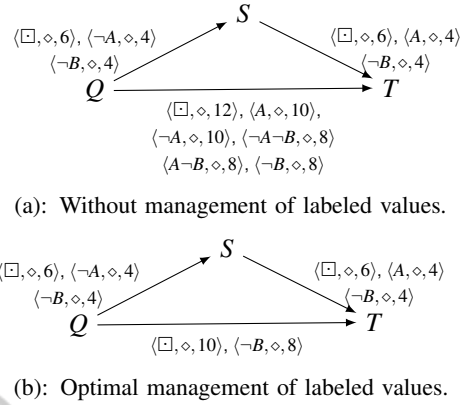 S
⟨⊡,⋄,6⟩, ⟨¬A,⋄,4⟩ ⟨⊡,⋄,6⟩, ⟨A,⋄,4⟩
⟨¬B,⋄,4⟩ ⟨¬B,⋄,4⟩
Q T
⟨⊡,⋄,12⟩, ⟨A,⋄,10⟩,
⟨¬A,⋄,10⟩, ⟨¬A¬B,⋄,8⟩
⟨A¬B,⋄,8⟩, ⟨¬B,⋄,8⟩
(a): Without management of labeled values.
S
⟨⊡,⋄,6⟩, ⟨¬A,⋄,4⟩ ⟨⊡,⋄,6⟩, ⟨A,⋄,4⟩
⟨¬B,⋄,4⟩ ⟨¬B,⋄,4⟩
Q T
⟨⊡,⋄,10⟩, ⟨¬B,⋄,8⟩
(b): Optimal management of labeled values.